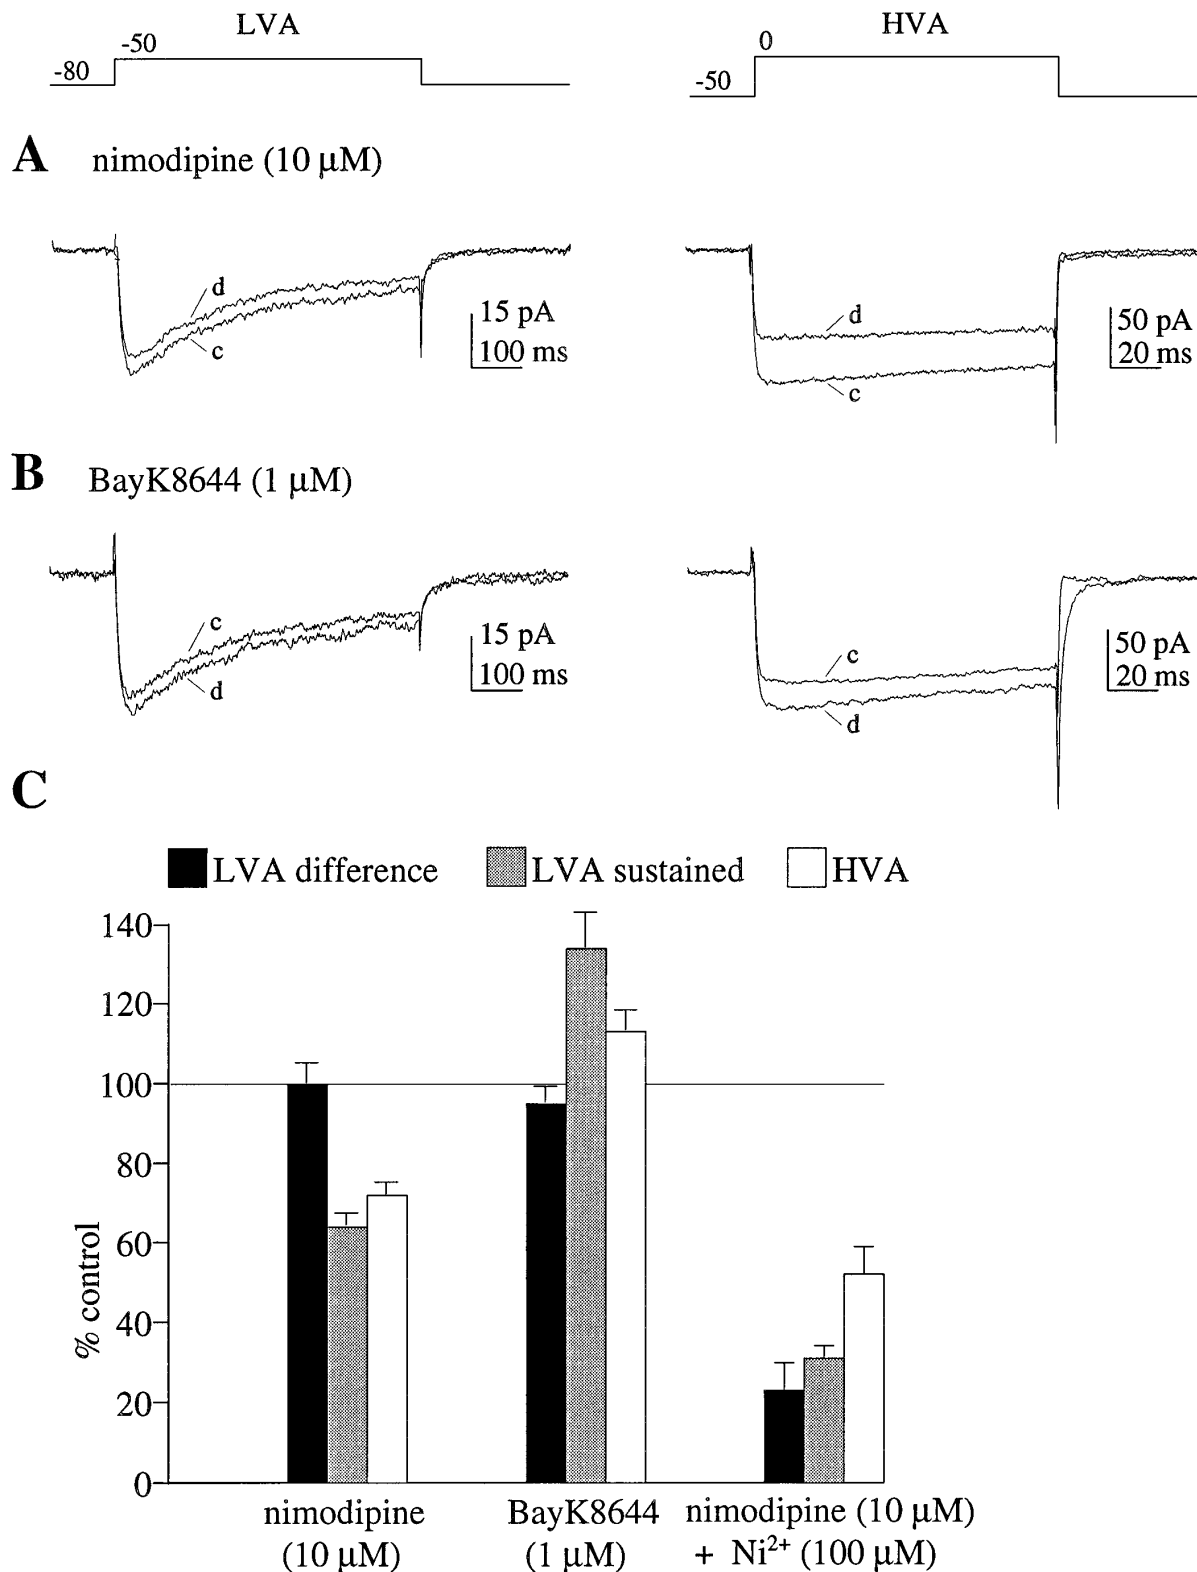 LVA
HVA
-50
0
-80
-50
A nimodipine (10 μM)
d
c
15 pA
100 ms
d
c
50 pA
20 ms
B BayK8644 (1 μM)
c
d
15 pA
100 ms
c
d
50 pA
20 ms
C
LVA difference
LVA sustained
HVA
% control
140
120
100
80
60
40
20
0
nimodipine
(10 μM)
BayK8644
(1 μM)
nimodipine (10 μM)
+ Ni²⁺ (100 μM)